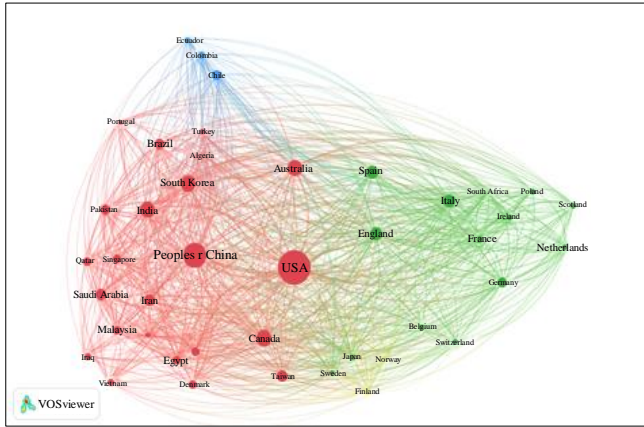 Ecuador
Colombia
Chile
Portugal
Turkey
Brazil
Algeria
Australia
Spain
South Korea
South Africa
Poland
Italy
Scotland
Pakistan
India
Ireland
England
France
Netherlands
Peoples r China
Qatar
Singapore
USA
Germany
Saudi Arabia
Iran
Malaysia
Belgium
Canada
Switzerland
Iraq
Egypt
Japan
Norway
Vietnam
Denmark
Taiwan
Sweden
Finland
VOSviewer